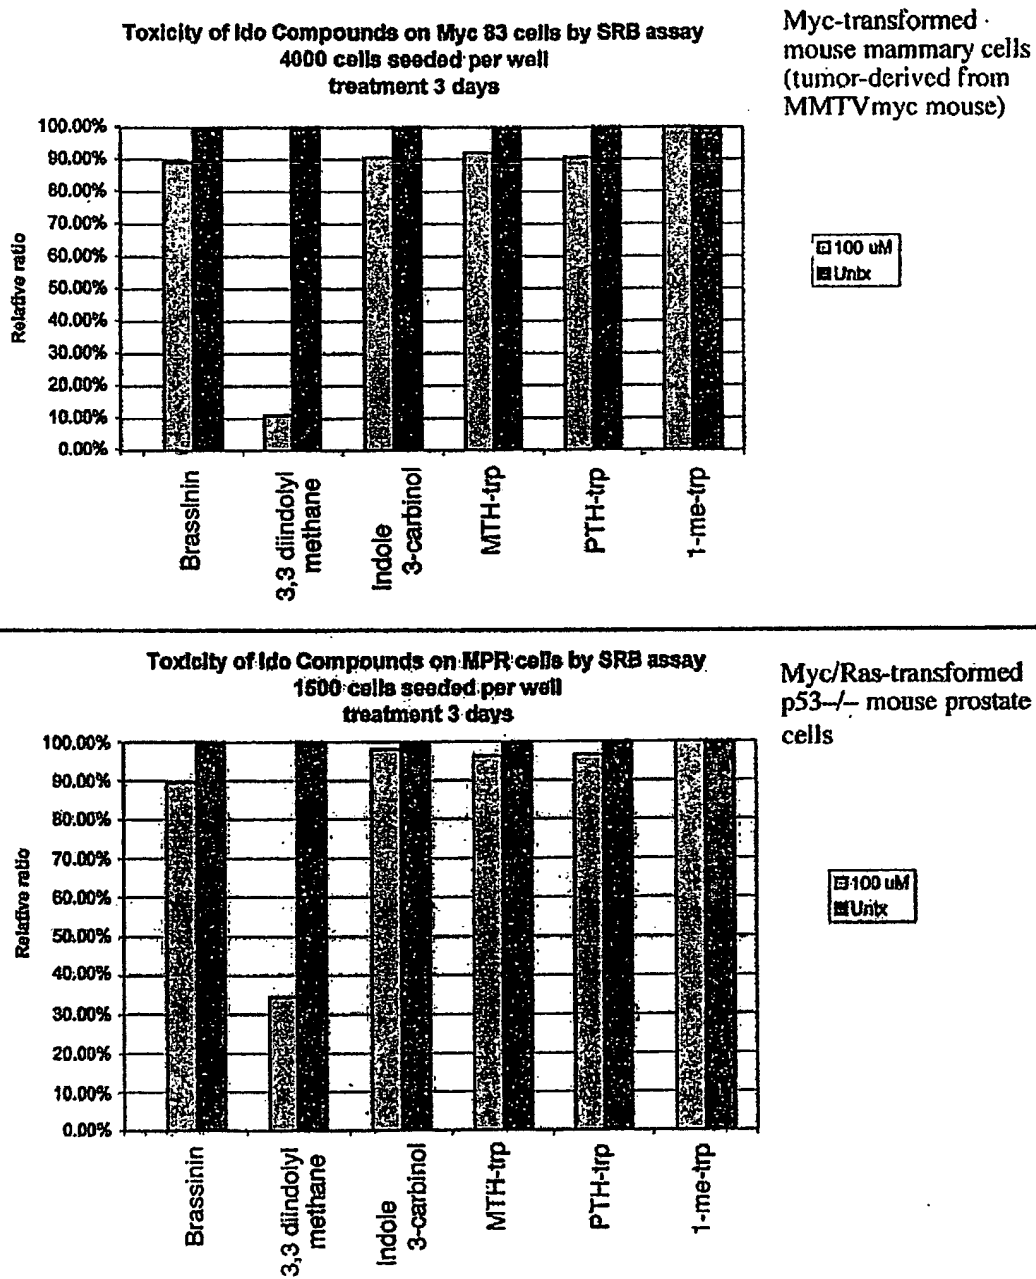 Toxicity of Ido Compounds on Myc 83 cells by SRB assay
4000 cells seeded per well
treatment 3 days
Myc-transformed
mouse mammary cells
(tumor-derived from
MMTVmyc mouse)
Relative ratio
100.00%
90.00%
80.00%
70.00%
60.00%
50.00%
40.00%
30.00%
20.00%
10.00%
0.00%
100 uM
Untx
Brassinin
3,3 diindolyl
methane
Indole
3-carbinol
MTH-trp
PTH-trp
1-me-trp
Toxicity of Ido Compounds on MPR cells by SRB assay
1500 cells seeded per well
treatment 3 days
Myc/Ras-transformed
p53-/- mouse prostate
cells
Relative ratio
100.00%
90.00%
80.00%
70.00%
60.00%
50.00%
40.00%
30.00%
20.00%
10.00%
0.00%
100 uM
Untx
Brassinin
3,3 diindolyl
methane
Indole
3-carbinol
MTH-trp
PTH-trp
1-me-trp